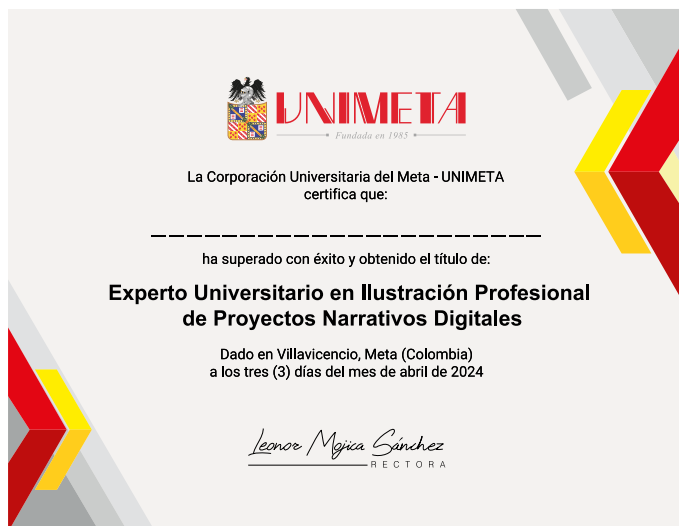 UNIMETA
Fundada en 1985
La Corporación Universitaria del Meta - UNIMETA
certifica que:
ha superado con éxito y obtenido el título de:
Experto Universitario en Ilustración Profesional
de Proyectos Narrativos Digitales
Dado en Villavicencio, Meta (Colombia)
a los tres (3) días del mes de abril de 2024
Leonor Mojica Sánchez
RECTORA